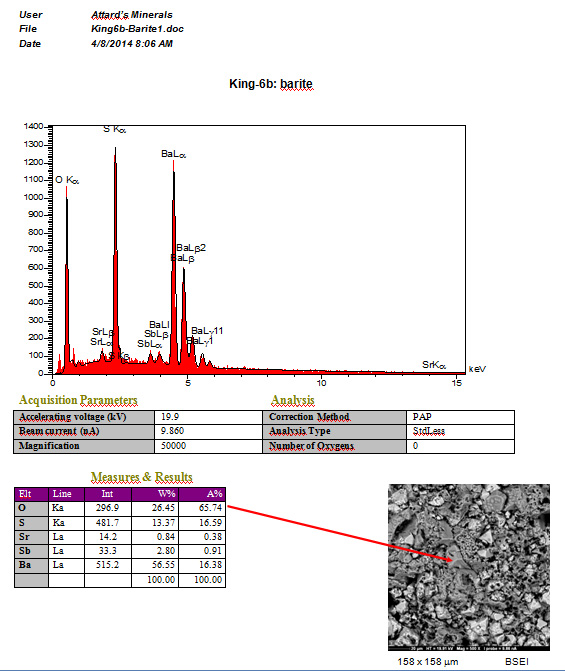 User Attard's Minerals
File King6b-Barite1.doc
Date 4/8/2014 8:06 AM
King-6b: barite
1400
1300
1200
1100
1000
900
800
700
600
500
400
300
200
100
0
O Kα
S Kα
BaLα
BaLβ2
BaLβ
BaLl
SbLβ
SbLα
SrLβ
SrLα
BaLγ11
BaLγ1
SrKα
0 5 10 15 keV
Acquisition Parameters Analysis
Accelerating voltage (kV) 19.9 Correction Method PAP
Beam current (nA) 9.860 Analysis Type StdLess
Magnification 50000 Number of Oxygens 0
Measures & Results
Elt Line Int W% A%
O Ka 296.9 26.45 65.74
S Ka 481.7 13.37 16.59
Sr La 14.2 0.84 0.38
Sb La 33.3 2.80 0.91
Ba La 515.2 56.55 16.38
100.00 100.00
158 x 158 µm BSEI